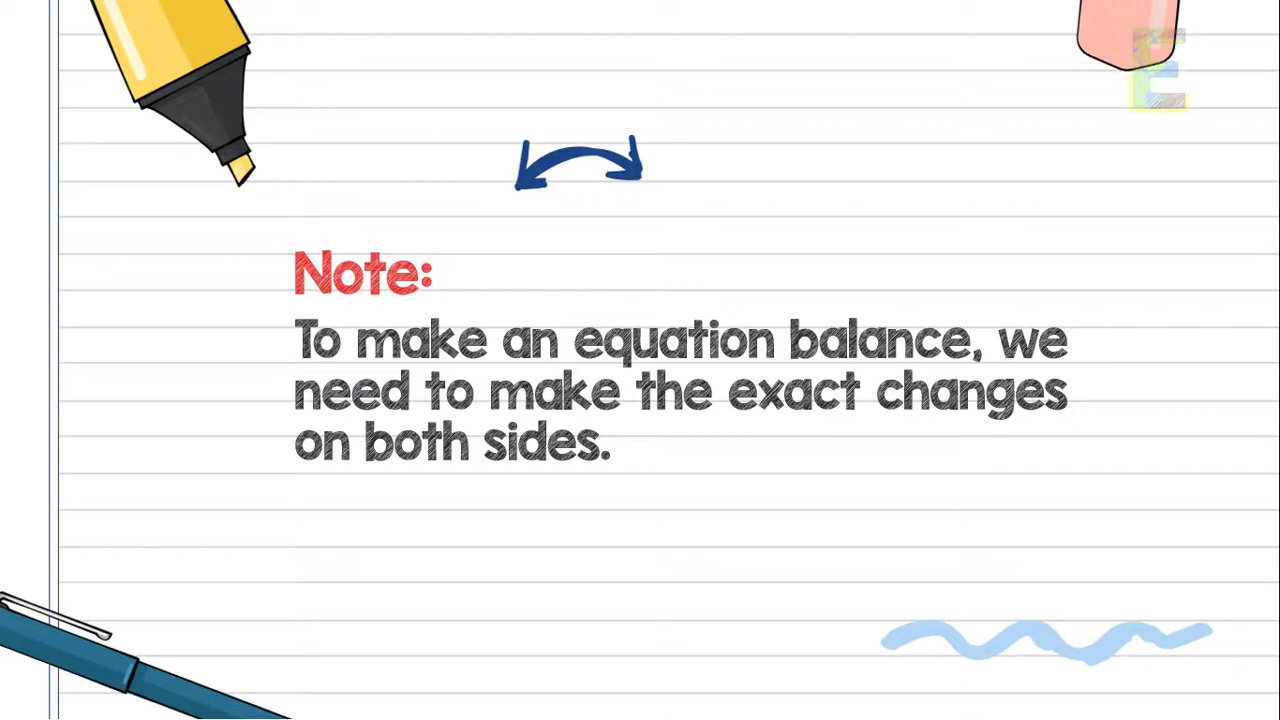 E
Note:
To make an equation balance, we
need to make the exact changes
on both sides.